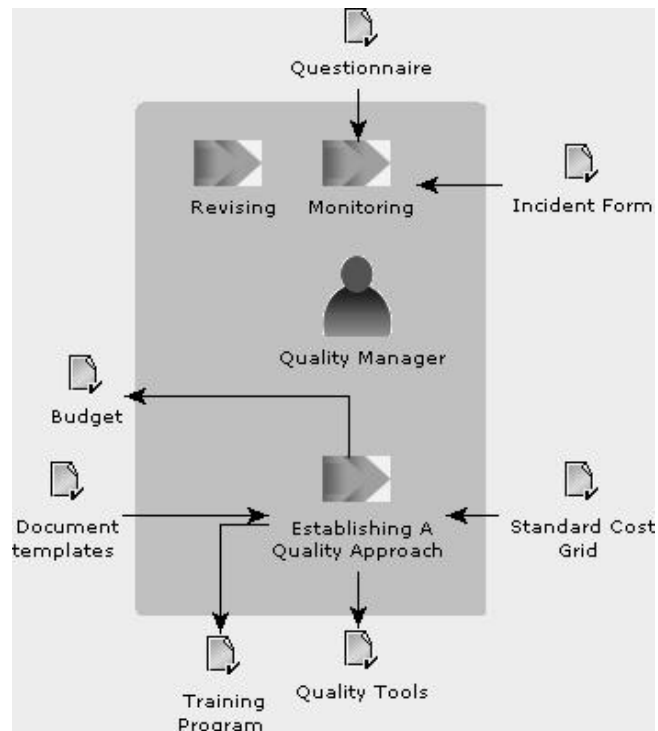 Questionnaire
Revising
Monitoring
Incident Form
Quality Manager
Budget
Document
templates
Establishing A
Quality Approach
Standard Cost
Grid
Training
Program
Quality Tools